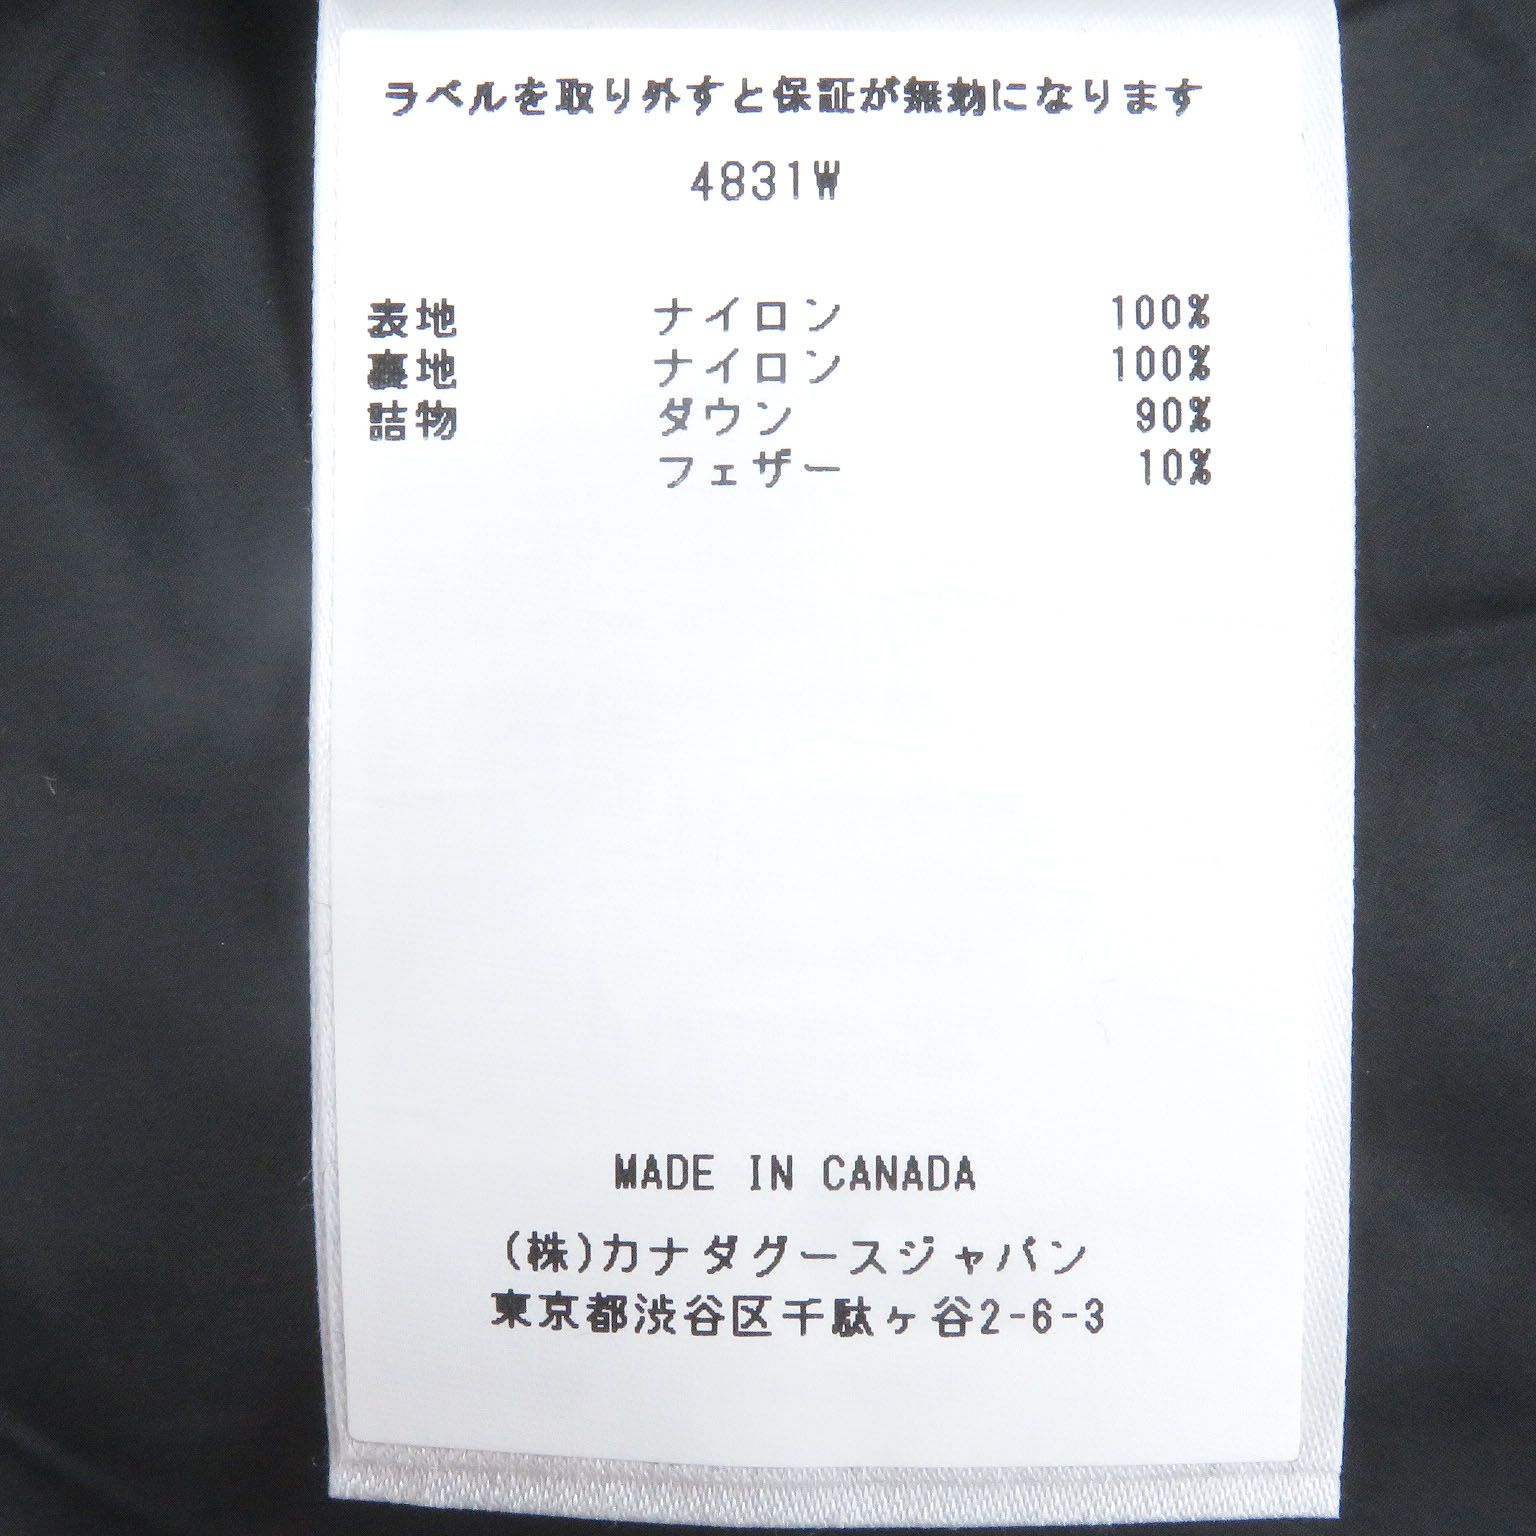 ラベルを取り外すと保証が無効になります
4831W
表地 ナイロン 100%
裏地 ナイロン 100%
詰物 ダウン 90%
フェザー 10%
MADE IN CANADA
(株)カナダグースジャパン
東京都渋谷区千駄ヶ谷2-6-3